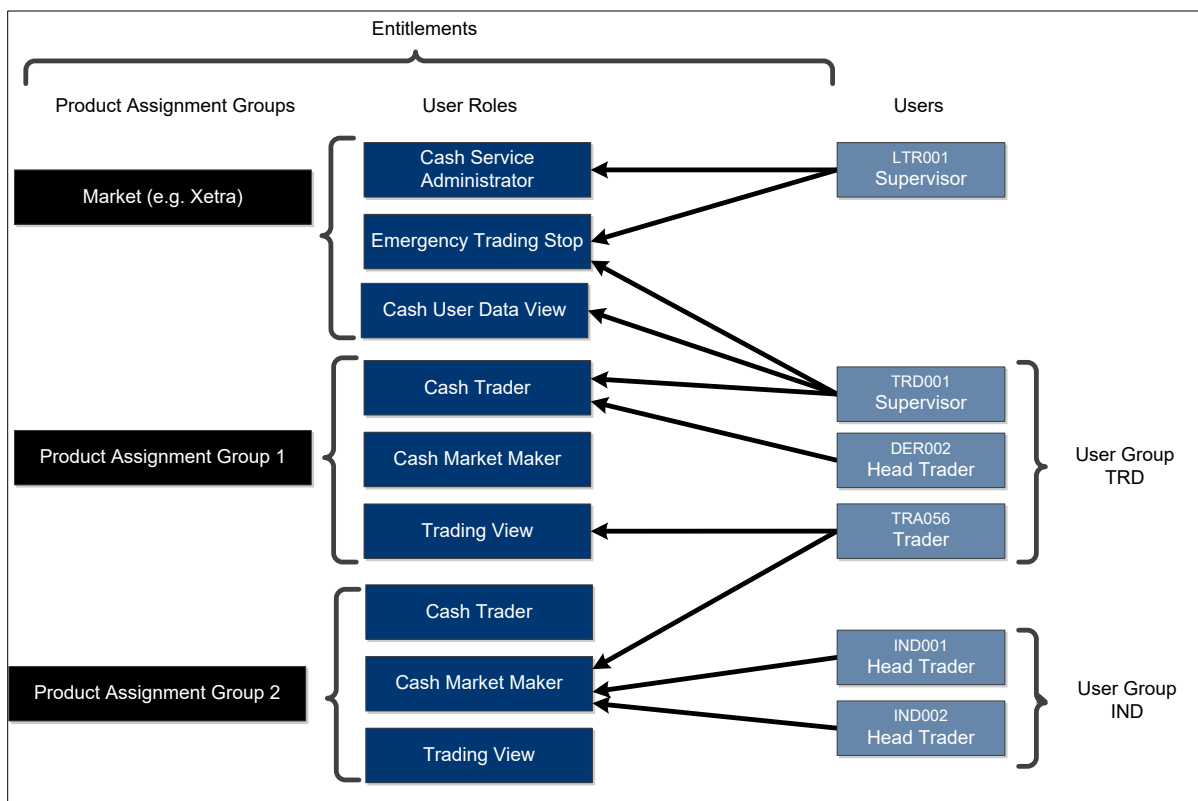 Entitlements
Product Assignment Groups
User Roles
Users
Market (e.g. Xetra)
Cash Service
Administrator
Emergency Trading Stop
Cash User Data View
LTR001
Supervisor
Product Assignment Group 1
Cash Trader
Cash Market Maker
Trading View
TRD001
Supervisor
DER002
Head Trader
TRA056
Trader
User Group
TRD
Product Assignment Group 2
Cash Trader
Cash Market Maker
Trading View
IND001
Head Trader
IND002
Head Trader
User Group
IND